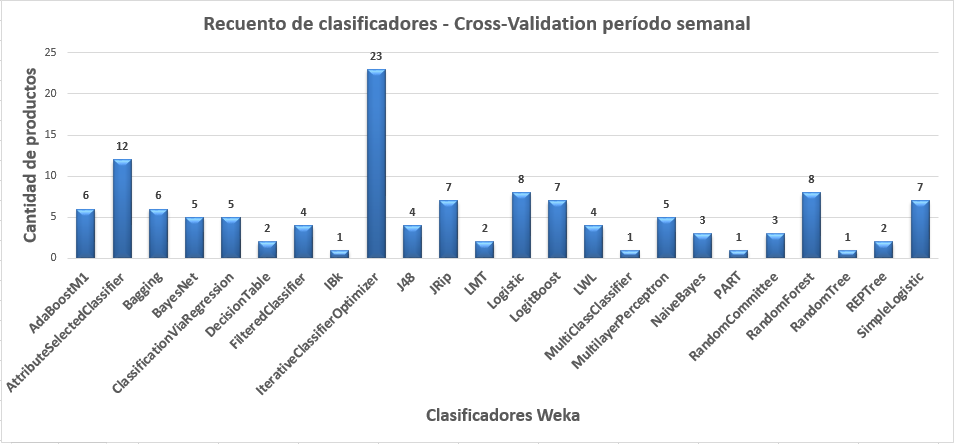 Recuento de clasificadores - Cross-Validation período semanal
Cantidad de productos
25
20
15
10
5
0
6
12
6
5
5
2
4
1
23
4
7
2
8
7
4
1
5
3
1
3
8
1
2
7
AdaBoostM1
AttributeSelectedClassifier
Bagging
BayesNet
ClassificationViaRegression
DecisionTable
FilteredClassifier
IBk
IterativeClassifierOptimizer
J48
JRip
LMT
Logistic
LogitBoost
LWL
MultiClassClassifier
MultilayerPerceptron
NaiveBayes
PART
RandomCommittee
RandomForest
RandomTree
REPTree
SimpleLogistic
Clasificadores Weka